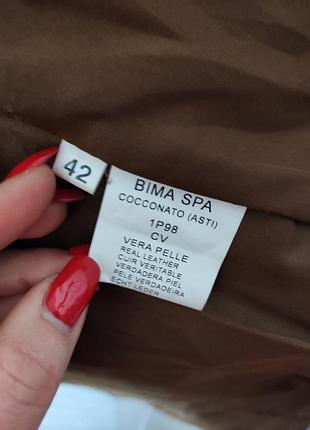 42
BIMA SPA
COCCONATO (ASTI)
1P98
CV
VERA PELLE
REAL LEATHER
CUIR VERITABLE
VERDADERA PIEL
PELE VERDADEIRA
ECHT LEDER